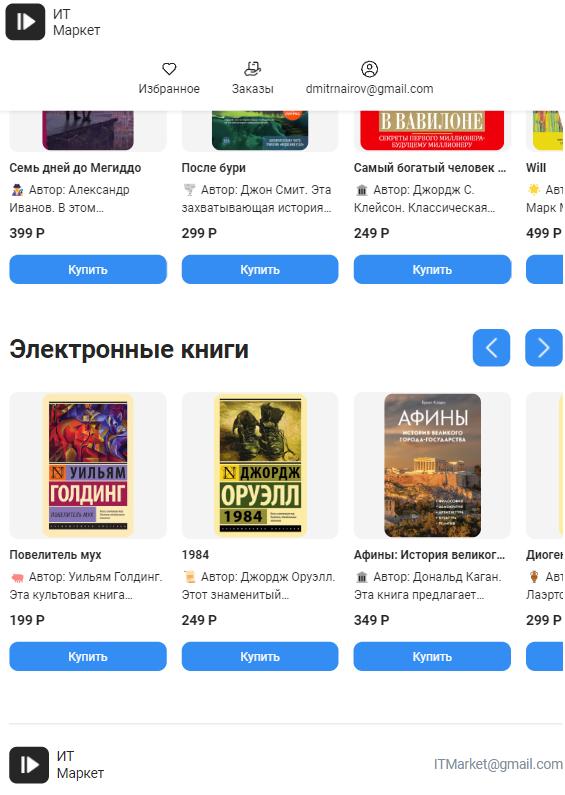 ИТ
Маркет
Избранное
Заказы
dmitrnairov@gmail.com
В ВАВИЛОНЕ
СЕКРЕТЫ ПЕРВОГО МИЛЛИОНЕРА-
БУДУЩЕМУ МИЛЛИОНЕРУ
Семь дней до Мегиддо
Автор: Александр
Иванов. В этом...
399 Р
Купить
После бури
Автор: Джон Смит. Эта
захватывающая история...
299 Р
Купить
Самый богатый человек ...
Автор: Джордж С.
Клейсон. Классическая...
249 Р
Купить
Will
Авт
Марк М
499 Р
Электронные книги
УИЛЬЯМ
ГОЛДИНГ
ПОВЕЛИТЕЛЬ МУХ
Повелитель мух
Автор: Уильям Голдинг.
Эта культовая книга...
199 Р
Купить
ДЖОРДЖ
ОРУЭЛЛ
1984
1984
Автор: Джордж Оруэлл.
Этот знаменитый...
249 Р
Купить
АФИНЫ
ИСТОРИЯ ВЕЛИКОГО
ГОРОДА-ГОСУДАРСТВА
Афины: История великог...
Автор: Дональд Каган.
Эта книга предлагает...
349 Р
Купить
Диоген
Авт
Лаэртс
299 Р
ИТ
Маркет
ITMarket@gmail.com